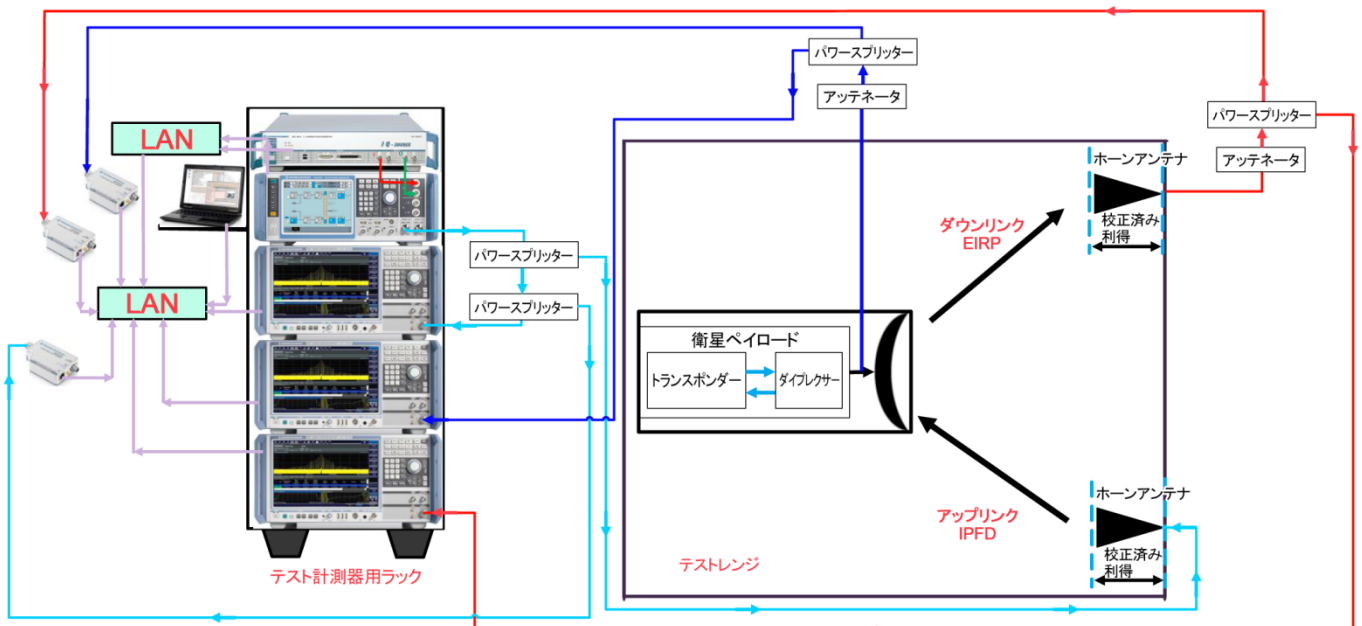 パワースプリッター
アッテネータ
パワースプリッター
アッテネータ
LAN
LAN
パワースプリッター
パワースプリッター
ホーンアンテナ
校正済み
利得
ダウンリンク
EIRP
衛星ペイロード
トランスポンダー
ダイプレクサー
アップリンク
IPFD
ホーンアンテナ
校正済み
利得
テストレンジ
テスト計測器用ラック